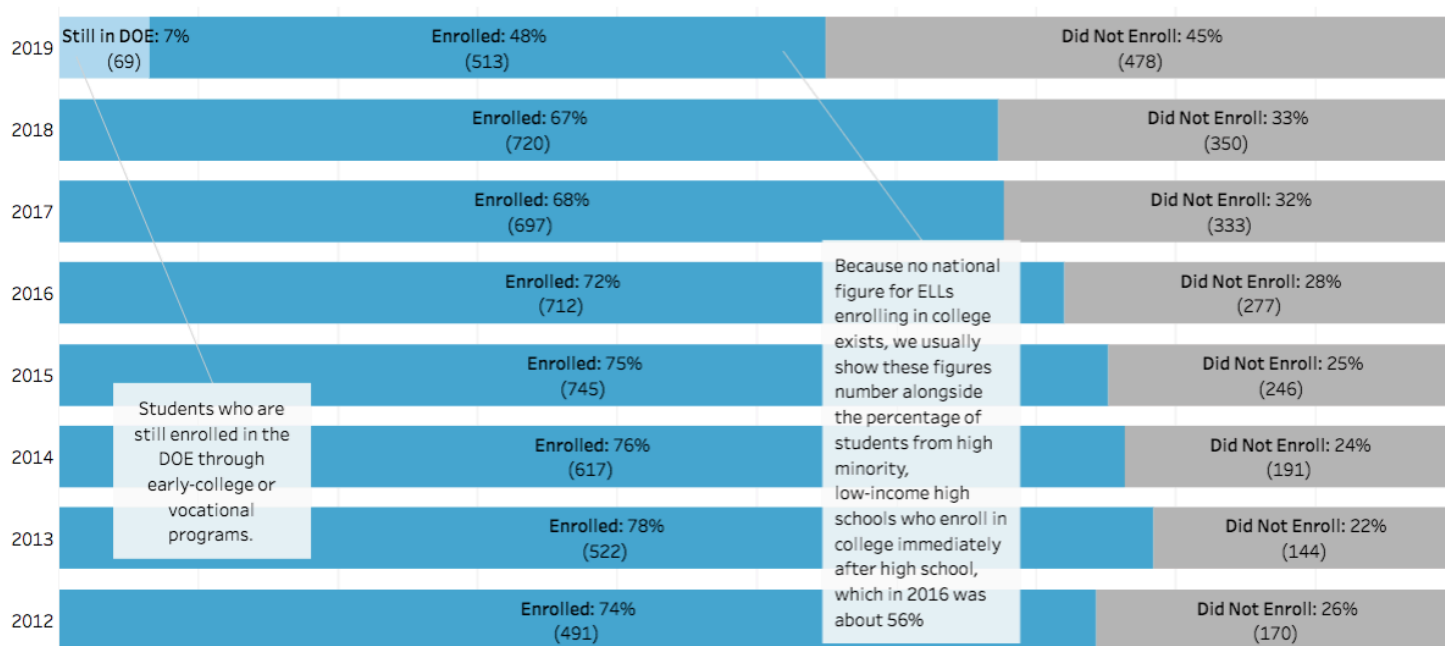 2019
Still in DOE: 7%
(69)
Enrolled: 48%
(513)
Did Not Enroll: 45%
(478)
2018
Enrolled: 67%
(720)
Did Not Enroll: 33%
(350)
2017
Enrolled: 68%
(697)
Did Not Enroll: 32%
(333)
2016
Enrolled: 72%
(712)
Did Not Enroll: 28%
(277)
2015
Enrolled: 75%
(745)
Did Not Enroll: 25%
(246)
2014
Enrolled: 76%
(617)
Did Not Enroll: 24%
(191)
2013
Enrolled: 78%
(522)
Did Not Enroll: 22%
(144)
2012
Enrolled: 74%
(491)
Did Not Enroll: 26%
(170)
Students who are
still enrolled in the
DOE through
early-college or
vocational
programs.
Because no national
figure for ELLs
enrolling in college
exists, we usually
show these figures
number alongside
the percentage of
students from high
minority,
low-income high
schools who enroll in
college immediately
after high school,
which in 2016 was
about 56%